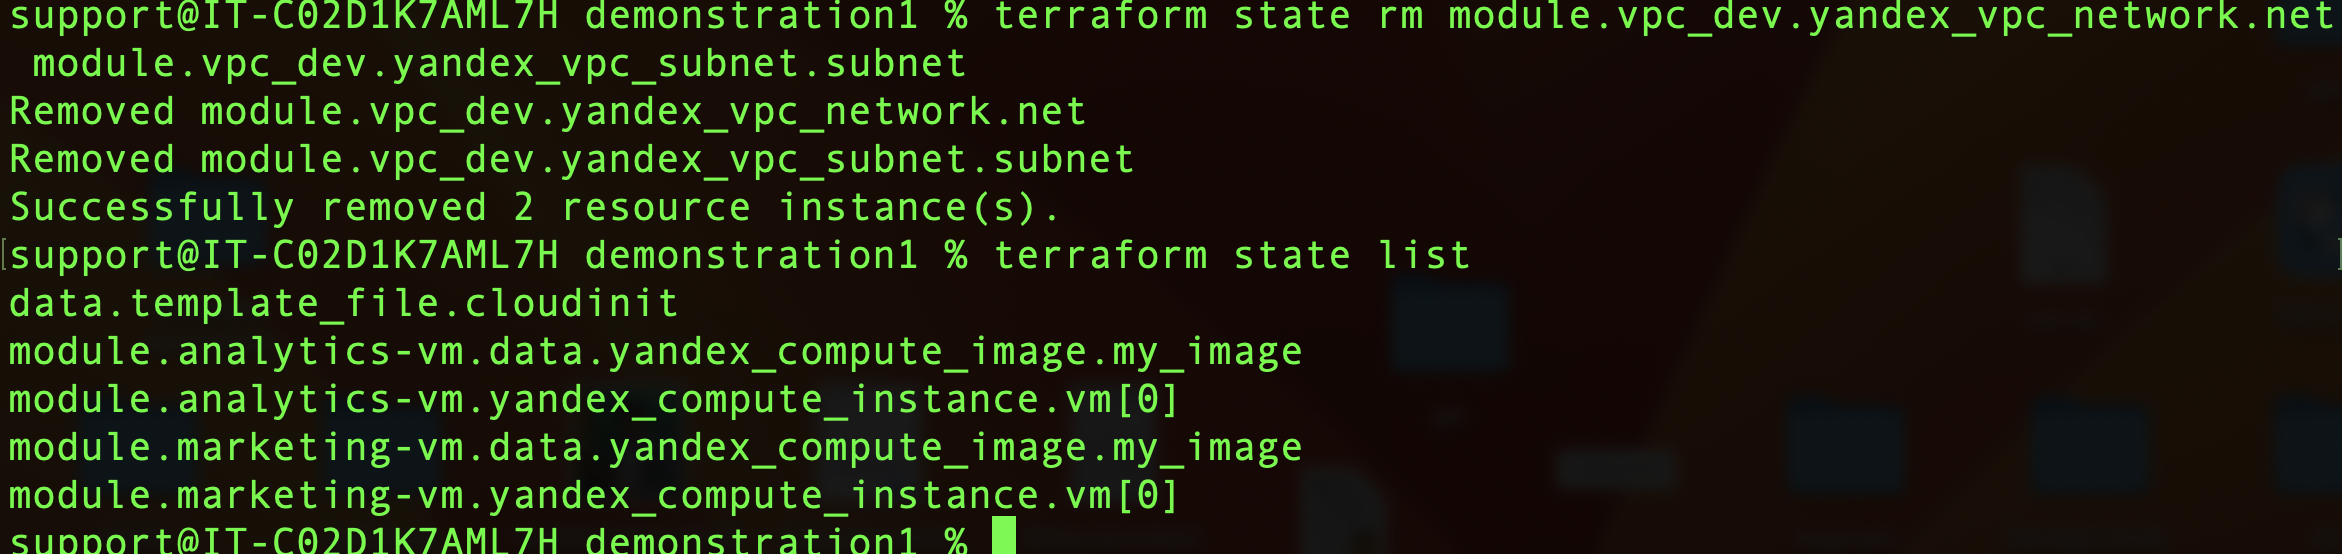 support@IT-C02D1K7AML7H demonstration1 % terraform state rm module.vpc_dev.yandex_vpc_network.net
 module.vpc_dev.yandex_vpc_subnet.subnet
Removed module.vpc_dev.yandex_vpc_network.net
Removed module.vpc_dev.yandex_vpc_subnet.subnet
Successfully removed 2 resource instance(s).
[support@IT-C02D1K7AML7H demonstration1 % terraform state list ]
data.template_file.cloudinit
module.analytics-vm.data.yandex_compute_image.my_image
module.analytics-vm.yandex_compute_instance.vm[0]
module.marketing-vm.data.yandex_compute_image.my_image
module.marketing-vm.yandex_compute_instance.vm[0]
support@IT-C02D1K7AML7H demonstration1 %